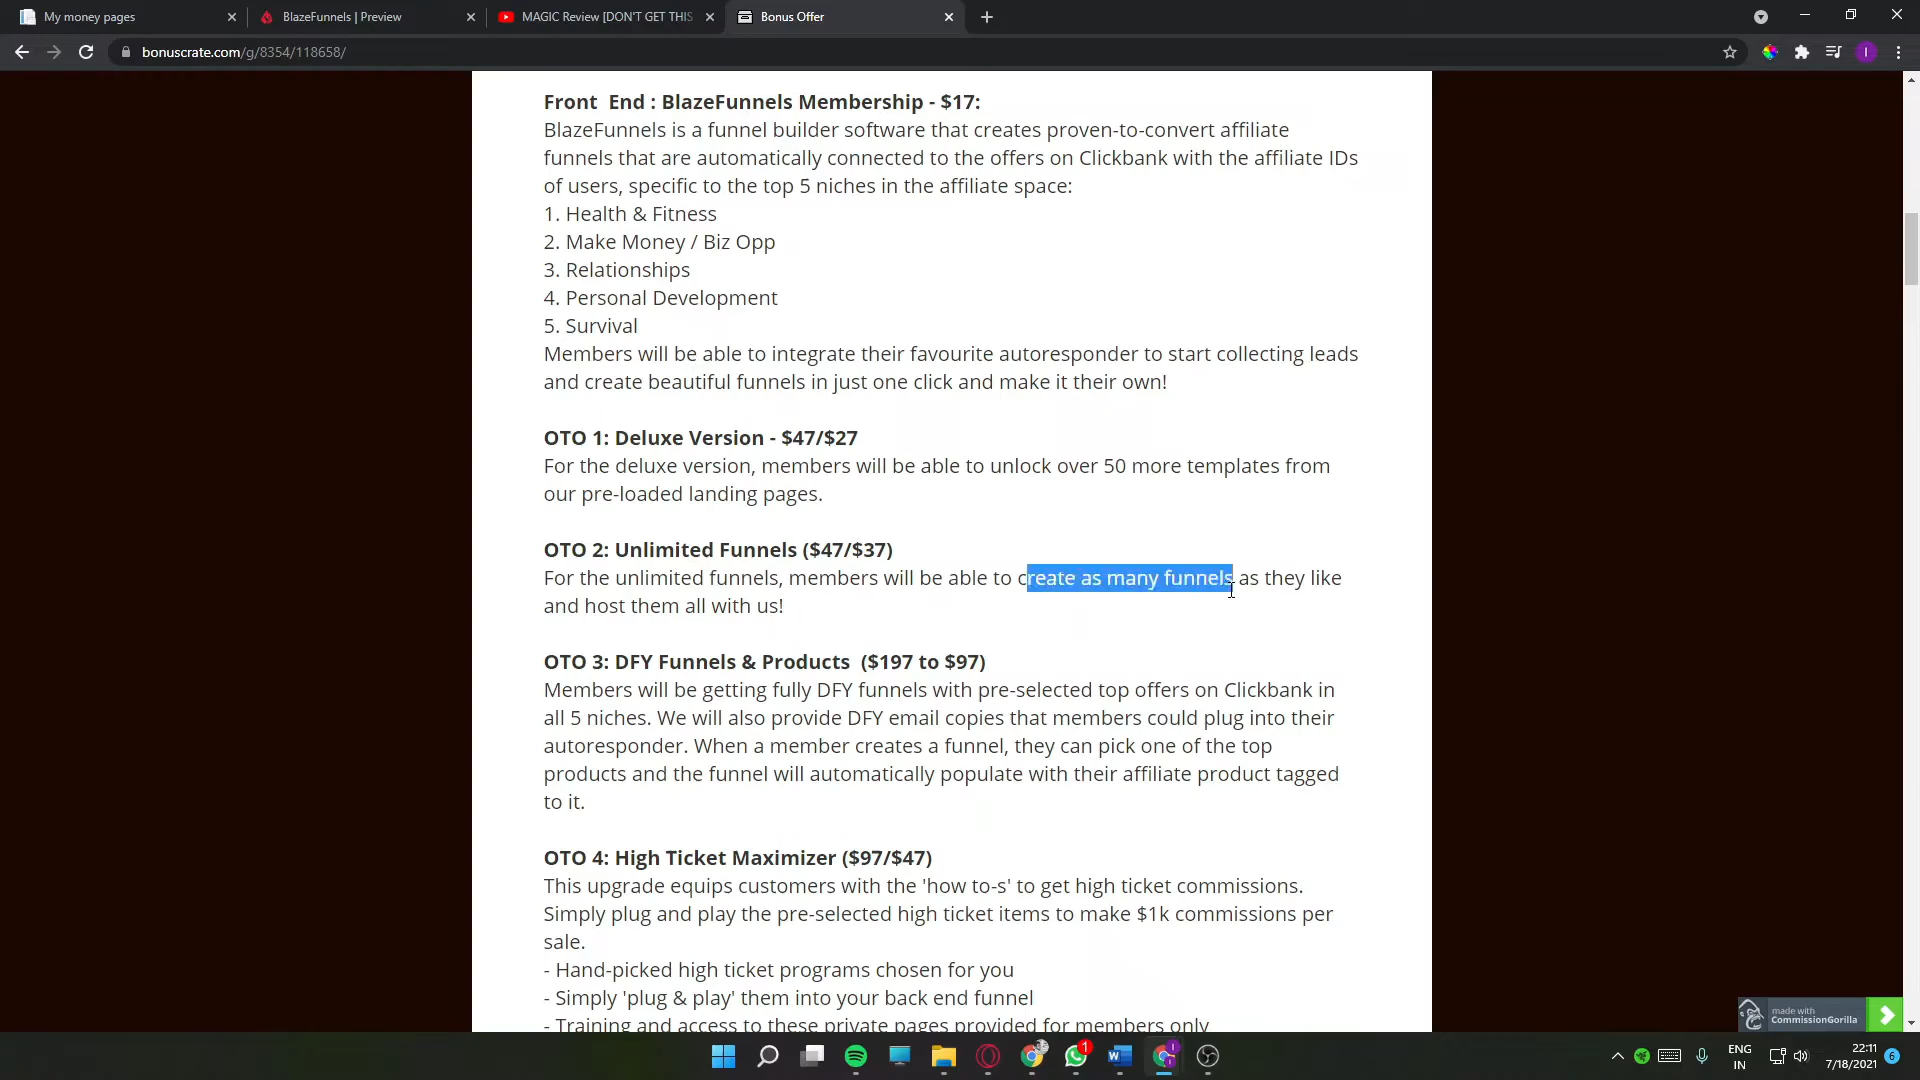 My money pages
BlazeFunnels | Preview
MAGIC Review [DON'T GET THIS
Bonus Offer
bonuscrate.com/g/8354/118658/
I
Front End : BlazeFunnels Membership - $17:
BlazeFunnels is a funnel builder software that creates proven-to-convert affiliate
funnels that are automatically connected to the offers on Clickbank with the affiliate IDs
of users, specific to the top 5 niches in the affiliate space:
1. Health & Fitness
2. Make Money / Biz Opp
3. Relationships
4. Personal Development
5. Survival
Members will be able to integrate their favourite autoresponder to start collecting leads
and create beautiful funnels in just one click and make it their own!
OTO 1: Deluxe Version - $47/$27
For the deluxe version, members will be able to unlock over 50 more templates from
our pre-loaded landing pages.
OTO 2: Unlimited Funnels ($47/$37)
For the unlimited funnels, members will be able to create as many funnels as they like
and host them all with us!
OTO 3: DFY Funnels & Products ($197 to $97)
Members will be getting fully DFY funnels with pre-selected top offers on Clickbank in
all 5 niches. We will also provide DFY email copies that members could plug into their
autoresponder. When a member creates a funnel, they can pick one of the top
products and the funnel will automatically populate with their affiliate product tagged
to it.
OTO 4: High Ticket Maximizer ($97/$47)
This upgrade equips customers with the 'how to-s' to get high ticket commissions.
Simply plug and play the pre-selected high ticket items to make $1k commissions per
sale.
- Hand-picked high ticket programs chosen for you
- Simply 'plug & play' them into your back end funnel
- Training and access to these private pages provided for members only
made with
CommissionGorilla
1
ENG
IN
22:11
7/18/2021
6